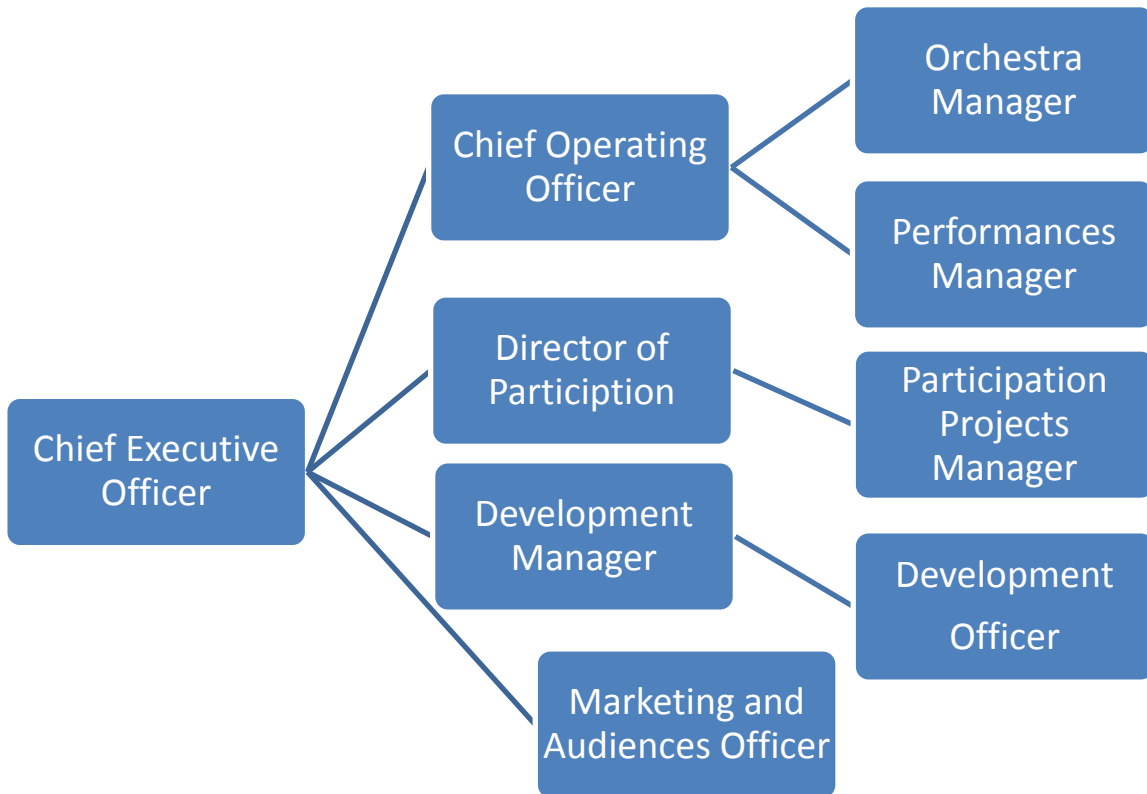 Chief Executive
Officer
Chief Operating
Officer
Director of
Particiption
Development
Manager
Marketing and
Audiences Officer
Orchestra
Manager
Performances
Manager
Participation
Projects
Manager
Development
Officer